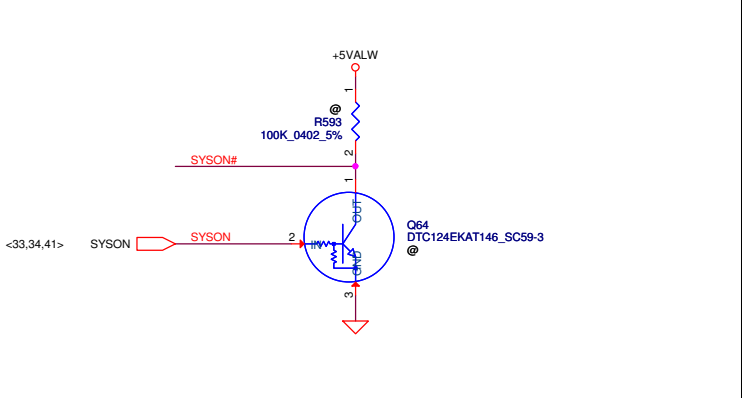 +5VALW
1
@
R593
100K_0402_5%
2
SYSON#
1
OUT
Q64
DTC124EKAT146_SC59-3
@
<33,34,41>
SYSON
SYSON
2
IN
GND
3